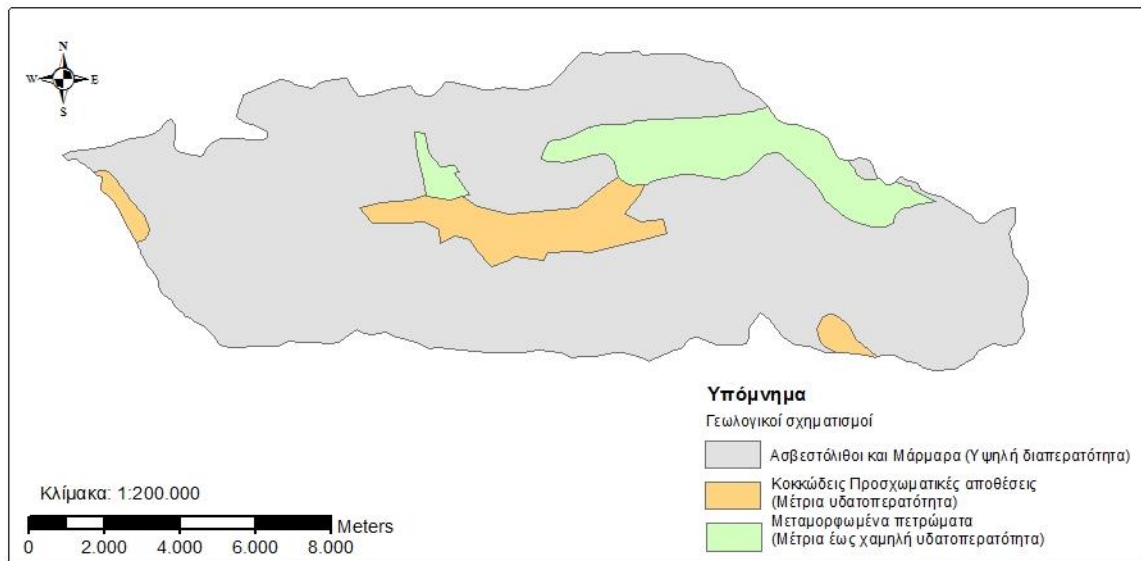 N
W E
S
Υπόμνημα
Γεωλογικοί σχηματισμοί
Ασβεστόλιθοι και Μάρμαρα (Υψηλή διαπερατότητα)
Κοκκώδεις Προσχωματικές αποθέσεις
(Μέτρια υδατοπερατότητα)
Μεταμορφωμένα πετρώματα
(Μέτρια έως χαμηλή υδατοπερατότητα)
Κλίμακα: 1:200.000
Meters
0 2.000 4.000 6.000 8.000